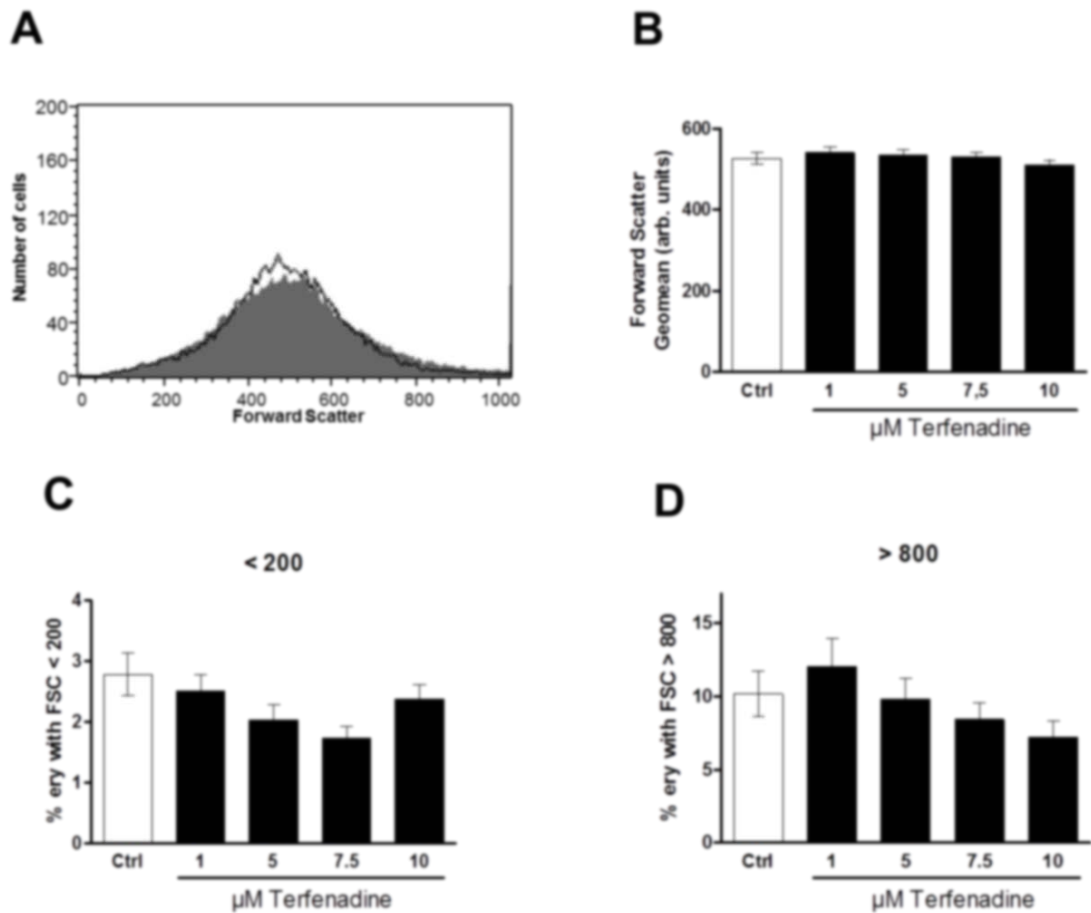 A
200
160
120
80
40
0
Number of cells
0 200 400 600 800 1000
Forward Scatter
B
600
400
200
0
Forward Scatter
Geomean (arb. units)
Ctrl 1 5 7,5 10
µM Terfenadine
C
< 200
4
3
2
1
0
% ery with FSC < 200
Ctrl 1 5 7.5 10
µM Terfenadine
D
> 800
15
10
5
0
% ery with FSC > 800
Ctrl 1 5 7.5 10
µM Terfenadine